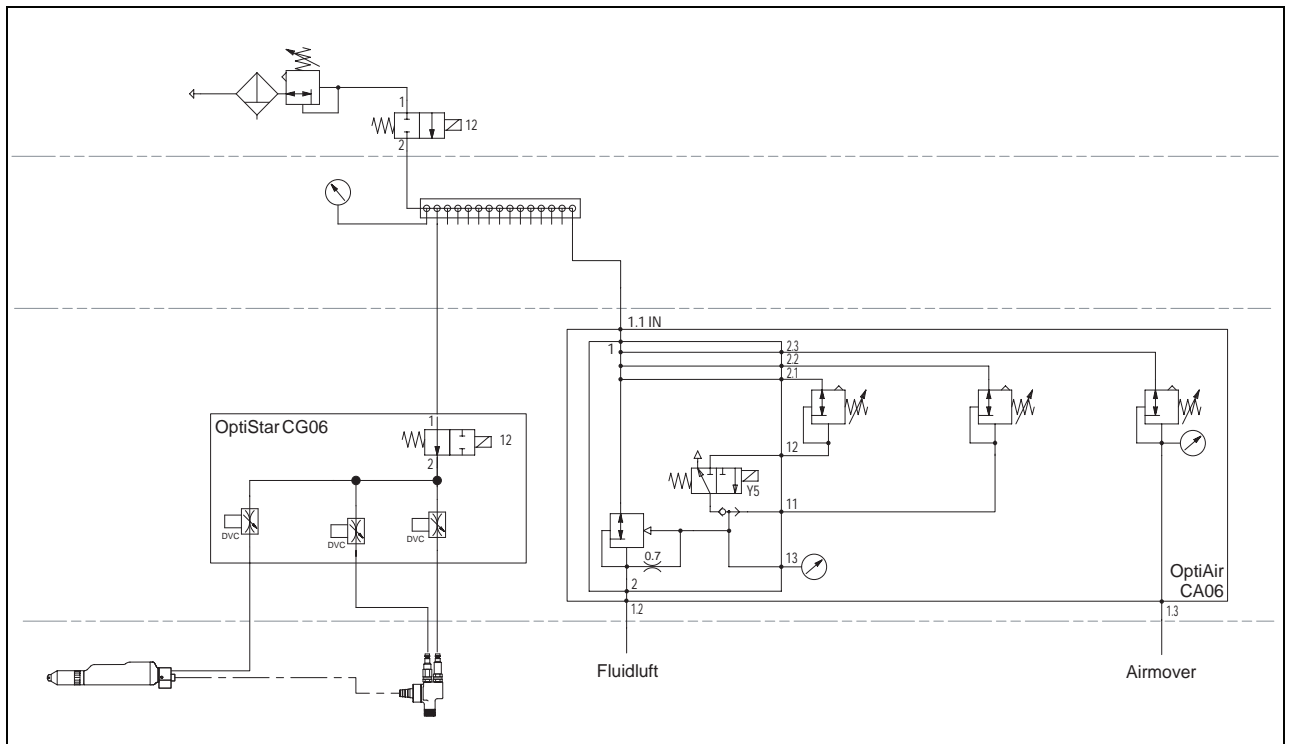 1
12
2
1.1 IN
1
2.3
2.2
2.1
OptiStar CG06
1
12
2
12
Y5
11
DVC
DVC
DVC
0.7
13
OptiAir
CA06
2
1.2
1.3
Fluidluft
Airmover